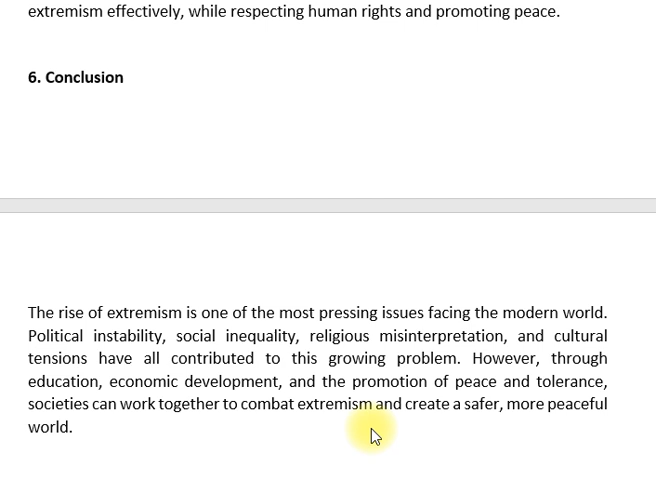 extremism effectively, while respecting human rights and promoting peace.
6. Conclusion
The rise of extremism is one of the most pressing issues facing the modern world.
Political instability, social inequality, religious misinterpretation, and cultural
tensions have all contributed to this growing problem. However, through
education, economic development, and the promotion of peace and tolerance,
societies can work together to combat extremism and create a safer, more peaceful
world.